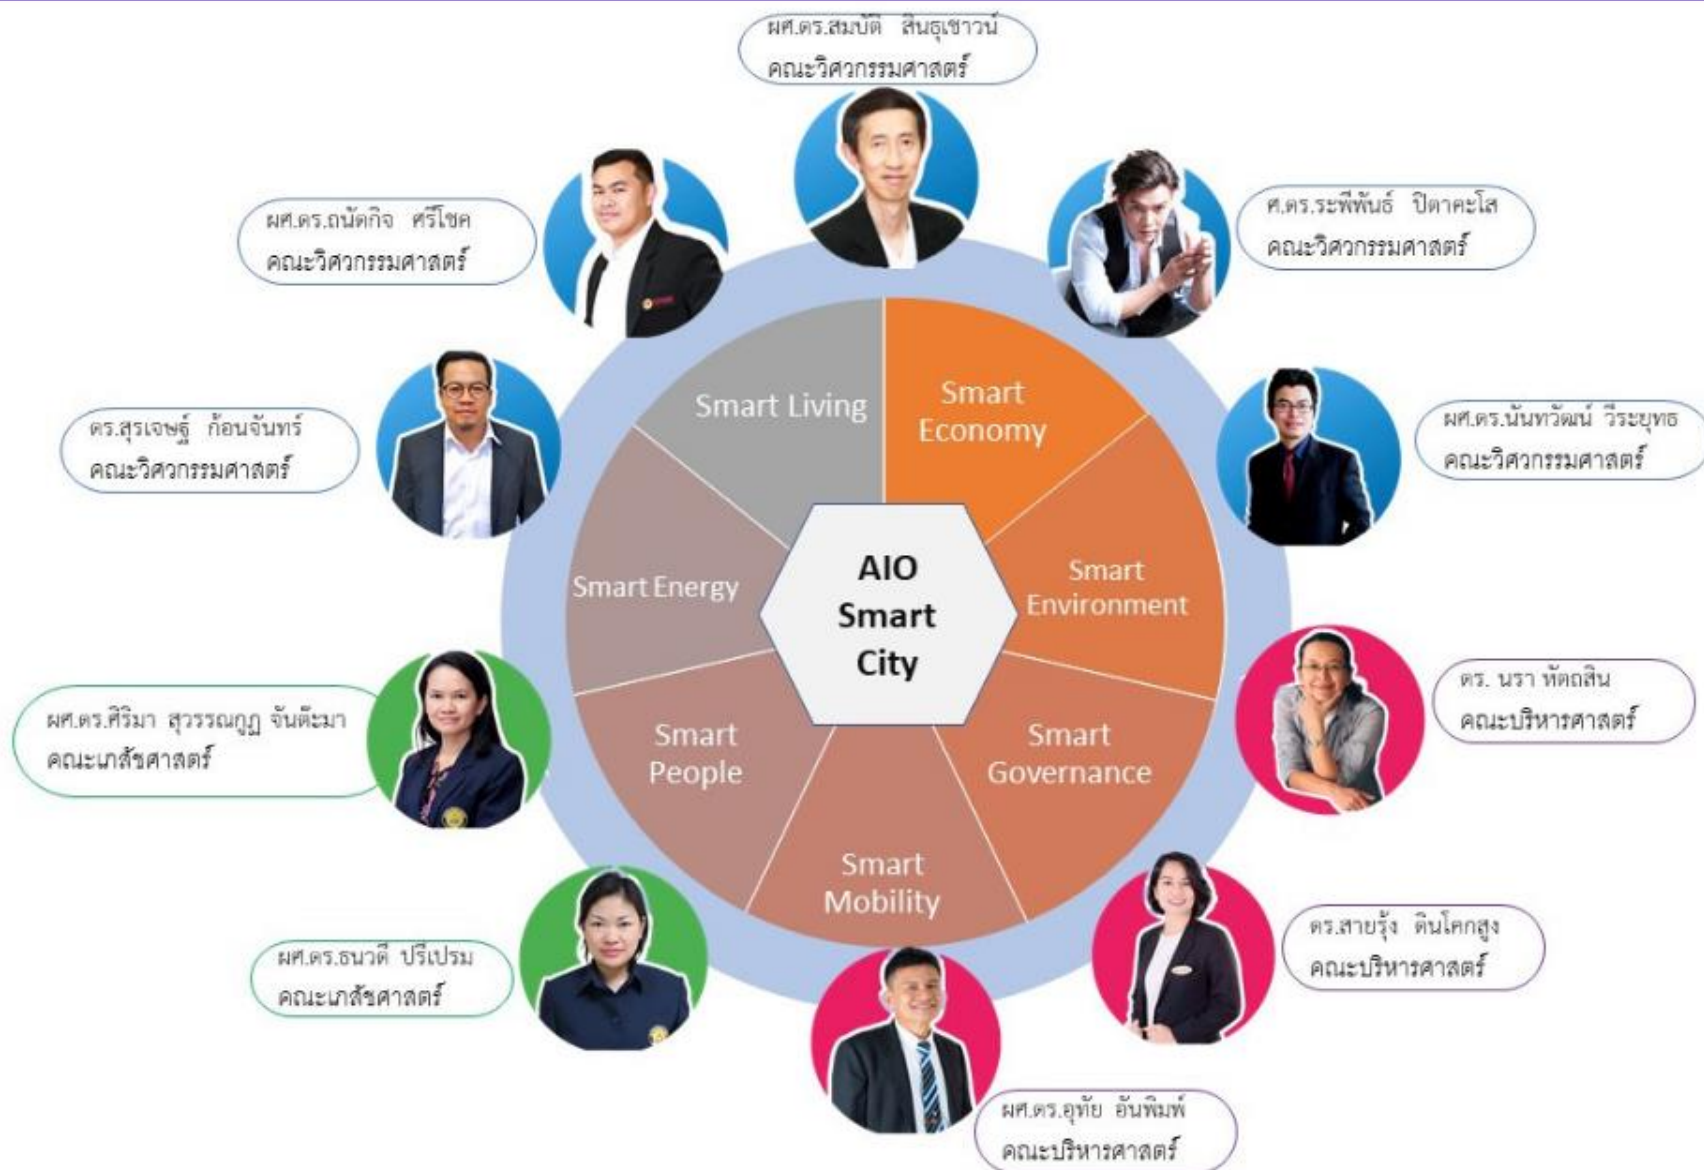 ผศ.ดร.สมบัติ สินธุเชาวน์
คณะวิศวกรรมศาสตร์
ผศ.ดร.ถนัดกิจ ศรีโชค
คณะวิศวกรรมศาสตร์
ศ.ดร.ระพีพันธ์ ปิตาคะโส
คณะวิศวกรรมศาสตร์
ดร.สุรเจษฐ์ ก้อนจันทร์
คณะวิศวกรรมศาสตร์
ผศ.ดร.นันทวัฒน์ วีระยุทธ
คณะวิศวกรรมศาสตร์
Smart Living
Smart
Economy
Smart Energy
AIO
Smart
City
Smart
Environment
Smart
People
Smart
Governance
Smart
Mobility
ผศ.ดร.ศิริมา สุวรรณกูฏ จันต๊ะมา
คณะเภสัชศาสตร์
ดร. นรา หัตถสิน
คณะบริหารศาสตร์
ผศ.ดร.ธนวดี ปรีเปรม
คณะเภสัชศาสตร์
ดร.สายรุ้ง ดินโคกสูง
คณะบริหารศาสตร์
ผศ.ดร.อุทัย อันพิมพ์
คณะบริหารศาสตร์